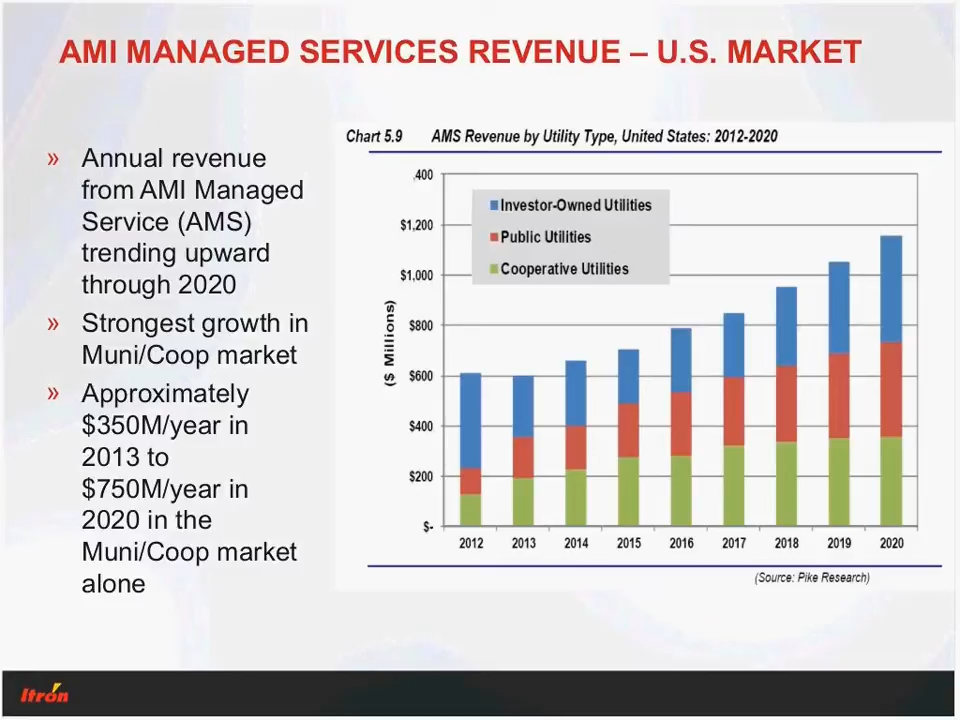 AMI MANAGED SERVICES REVENUE – U.S. MARKET
» Annual revenue
from AMI Managed
Service (AMS)
trending upward
through 2020
» Strongest growth in
Muni/Coop market
» Approximately
$350M/year in
2013 to
$750M/year in
2020 in the
Muni/Coop market
alone
Chart 5.9 AMS Revenue by Utility Type, United States: 2012-2020
,400
$1,200
$1,000
$800
$600
$400
$200
$-
($ Millions)
Investor-Owned Utilities
Public Utilities
Cooperative Utilities
2012 2013 2014 2015 2016 2017 2018 2019 2020
(Source: Pike Research)
Itron